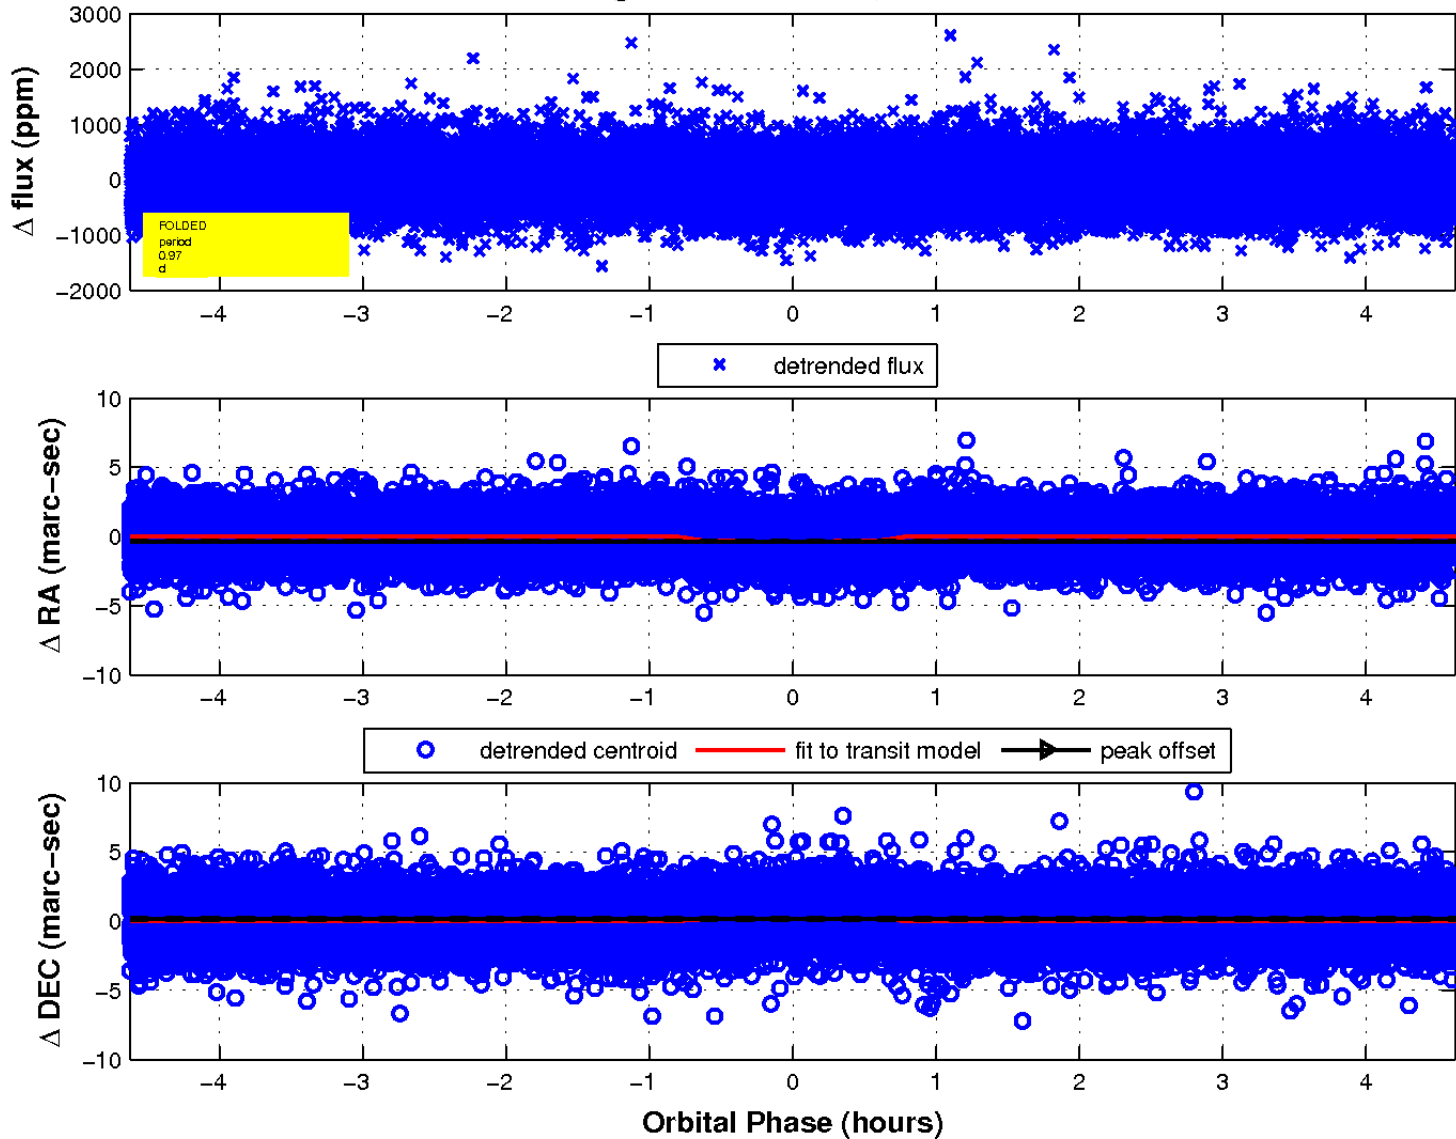 3000
2000
1000
0
−1000
−2000
Δ flux (ppm)
FOLDED
period
0.97
d
−4 −3 −2 −1 0 1 2 3 4
detrended flux
10
5
0
−5
−10
Δ RA (marc−sec)
−4 −3 −2 −1 0 1 2 3 4
detrended centroid fit to transit model peak offset
10
5
0
−5
−10
Δ DEC (marc−sec)
−4 −3 −2 −1 0 1 2 3 4
Orbital Phase (hours)